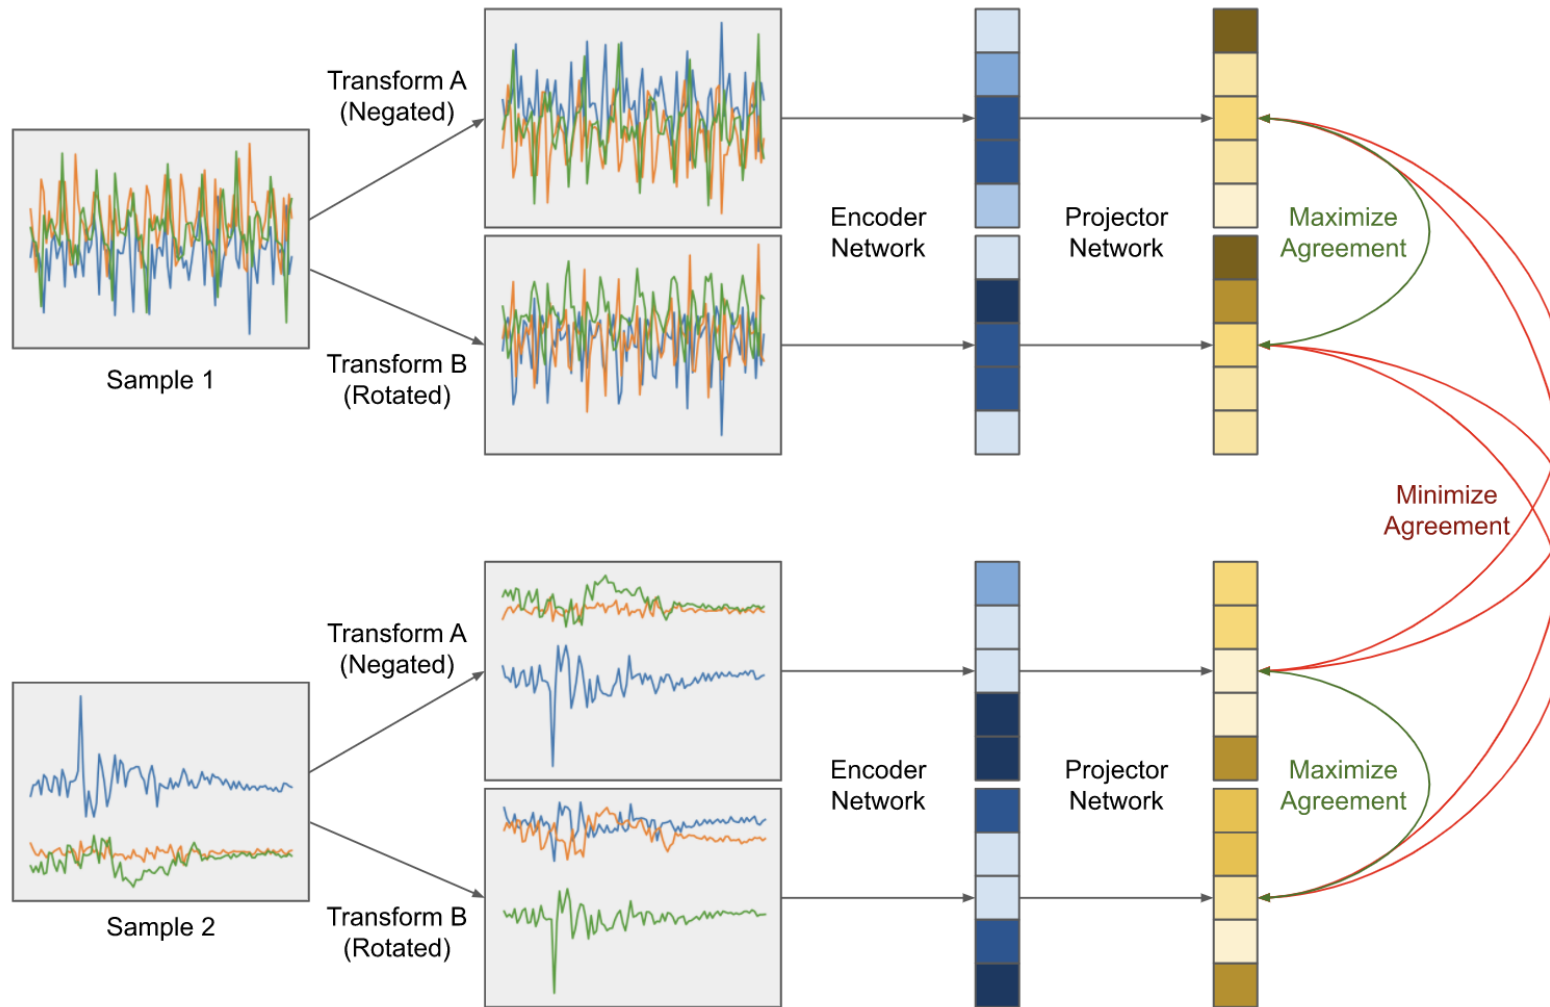 Transform A
(Negated)
Encoder
Network
Projector
Network
Maximize
Agreement
Sample 1
Transform B
(Rotated)
Minimize
Agreement
Transform A
(Negated)
Encoder
Network
Projector
Network
Maximize
Agreement
Sample 2
Transform B
(Rotated)